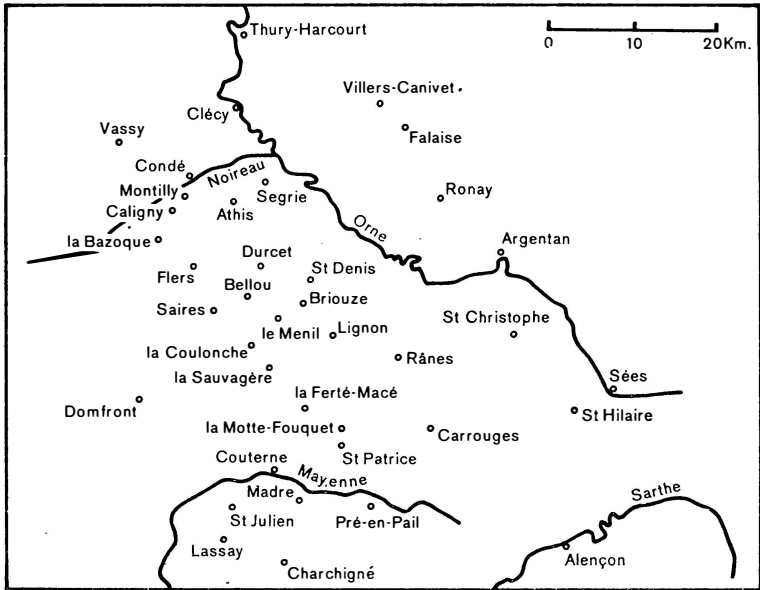 Thury-Harcourt
0 10 20Km.
Villers-Canivet
Clécy
Falaise
Vassy
Condé
Noireau
Montilly
Segrie
Ronay
Caligny
Athis
Orne
la Bazoque
Argentan
Durcet
St Denis
Flers
Bellou
Briouze
Saires
St Christophe
le Menil
Lignon
la Coulonche
Rânes
la Sauvagère
Sées
la Ferté-Macé
Domfront
St Hilaire
la Motte-Fouquet
Carrouges
Couterne
St Patrice
Mayenne
Madre
Sarthe
St Julien
Pré-en-Pail
Lassay
Alençon
Charchigné